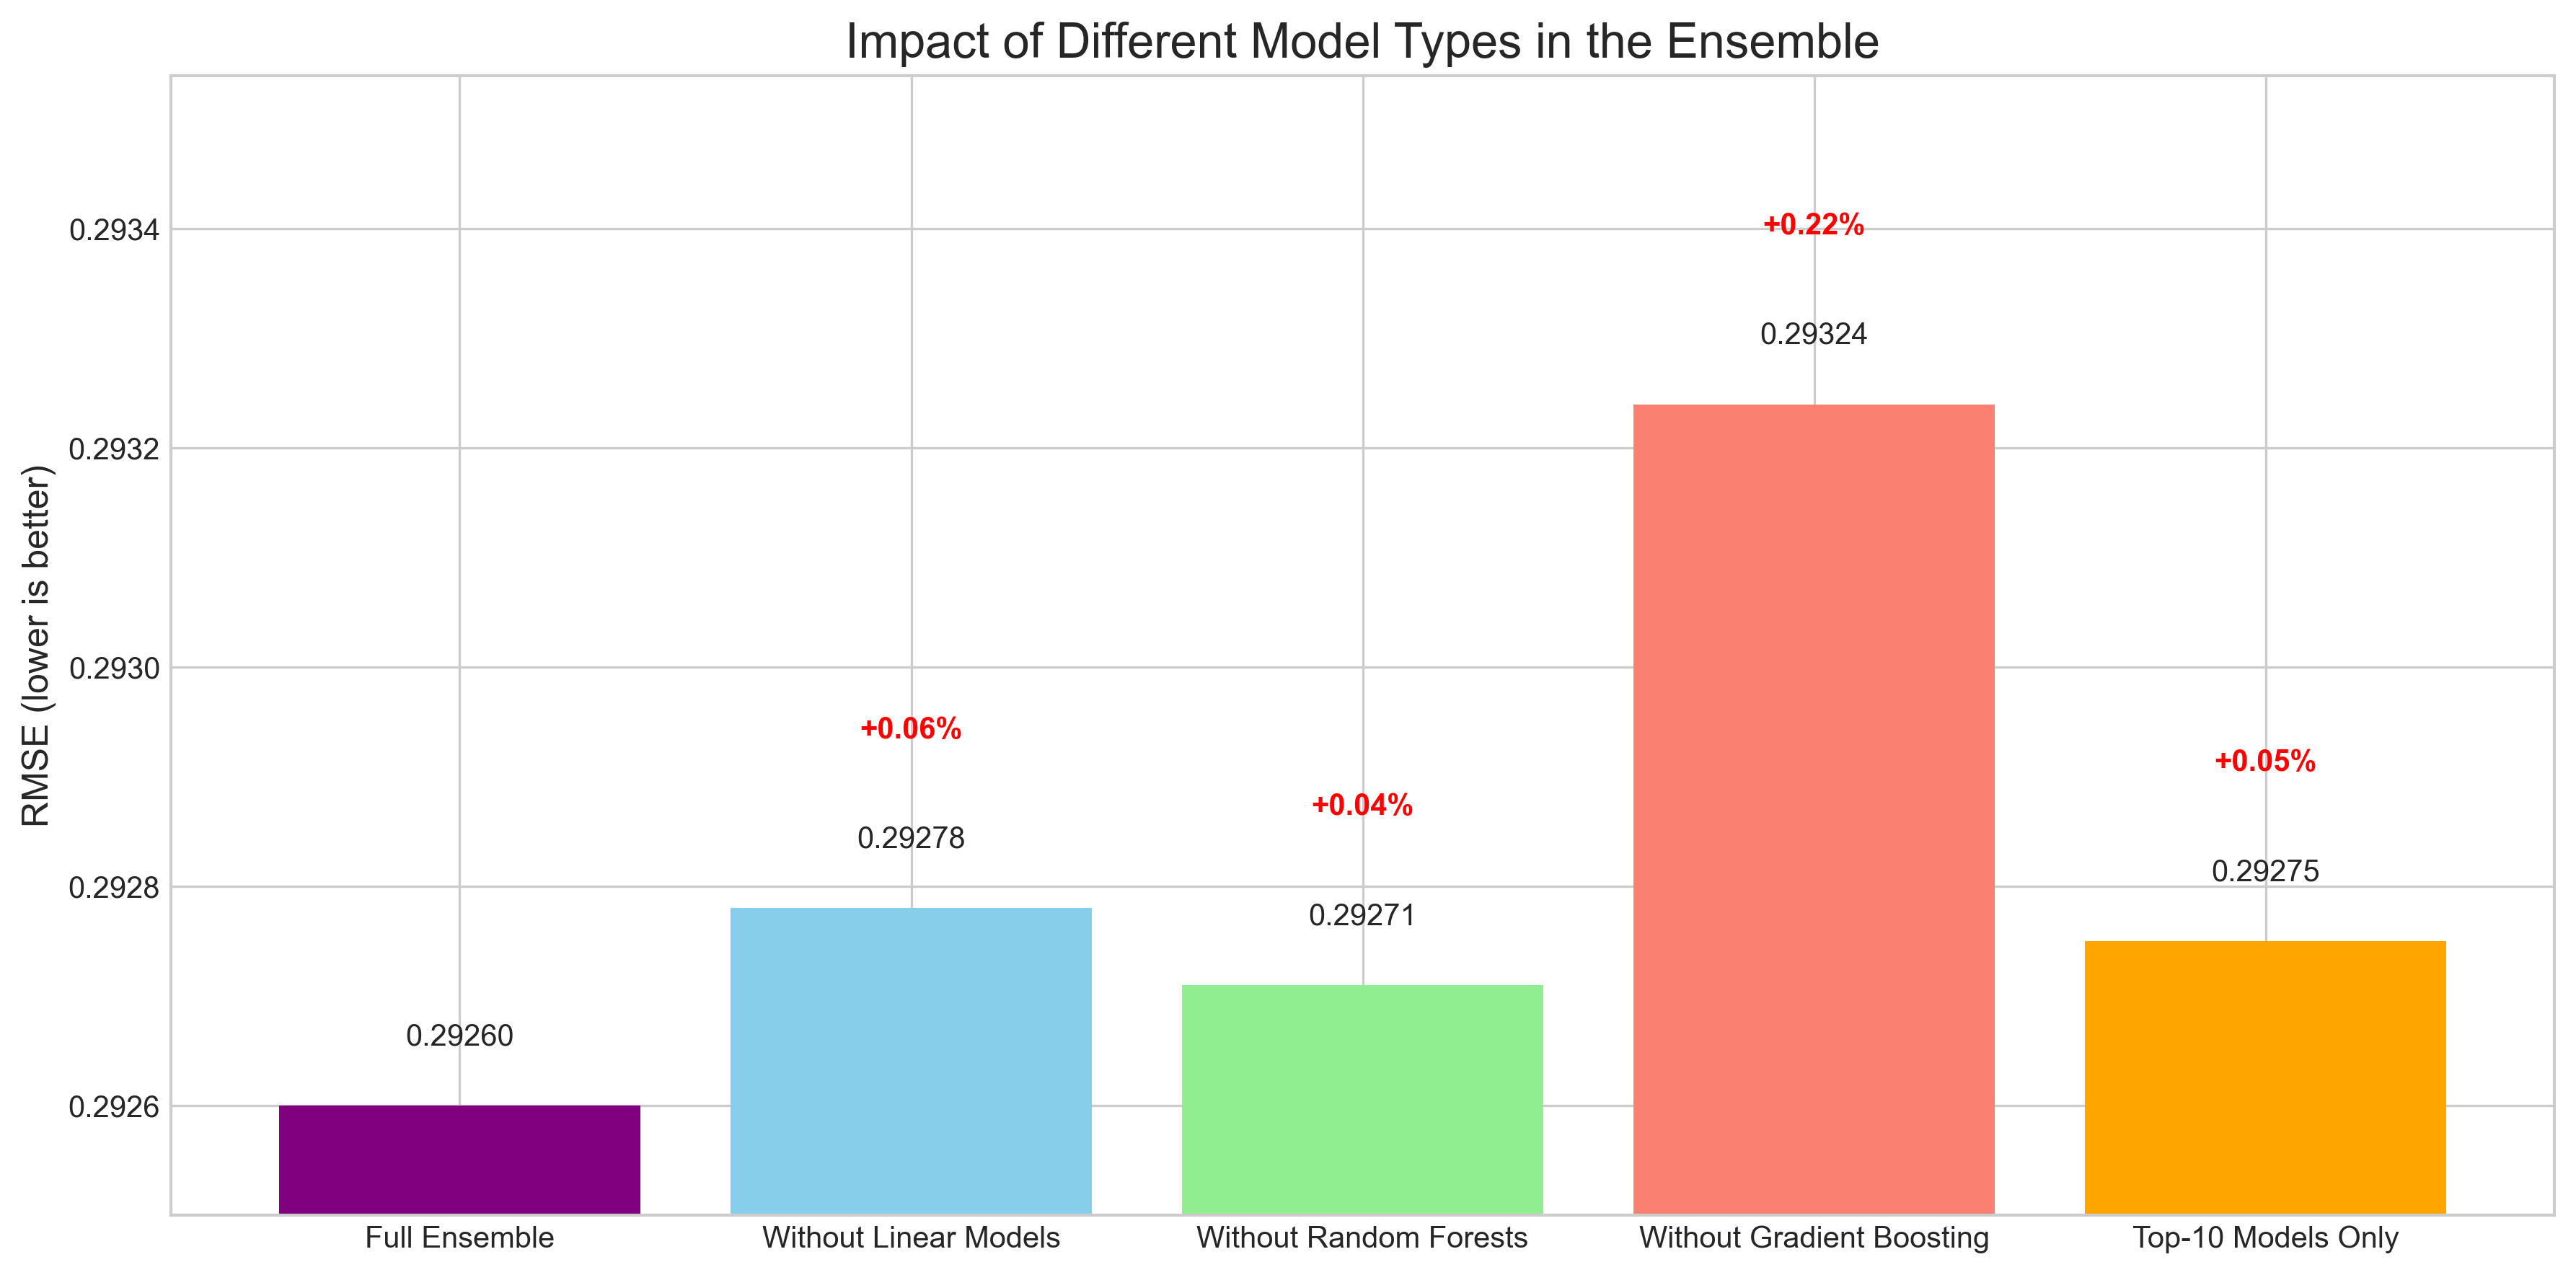 Impact of Different Model Types in the Ensemble
RMSE (lower is better)
0.2934
0.2932
0.2930
0.2928
0.2926
0.29260
+0.06%
0.29278
+0.04%
0.29271
+0.22%
0.29324
+0.05%
0.29275
Full Ensemble
Without Linear Models
Without Random Forests
Without Gradient Boosting
Top-10 Models Only